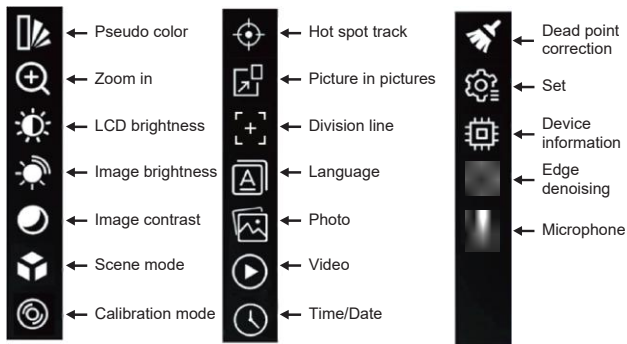 Pseudo color
Zoom in
LCD brightness
Image brightness
Image contrast
Scene mode
Calibration mode
Hot spot track
Picture in pictures
Division line
A
Language
Photo
Video
Time/Date
Dead point
correction
Set
Device
information
Edge
denoising
Microphone